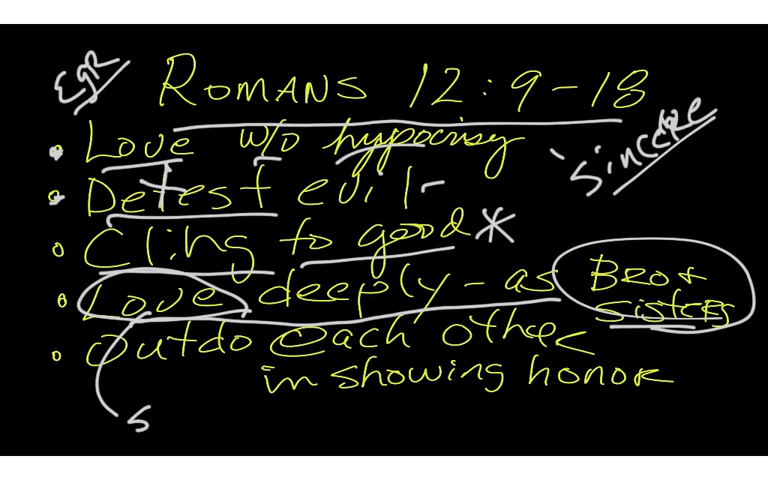 EGR
ROMANS 12:9-18
• LOVE w/o hypocrisy
Sincere
• DETEST evil -
• Cling to good *
• Love deeply - as BRO + SISTERS
• Outdo each other
in showing honor
S